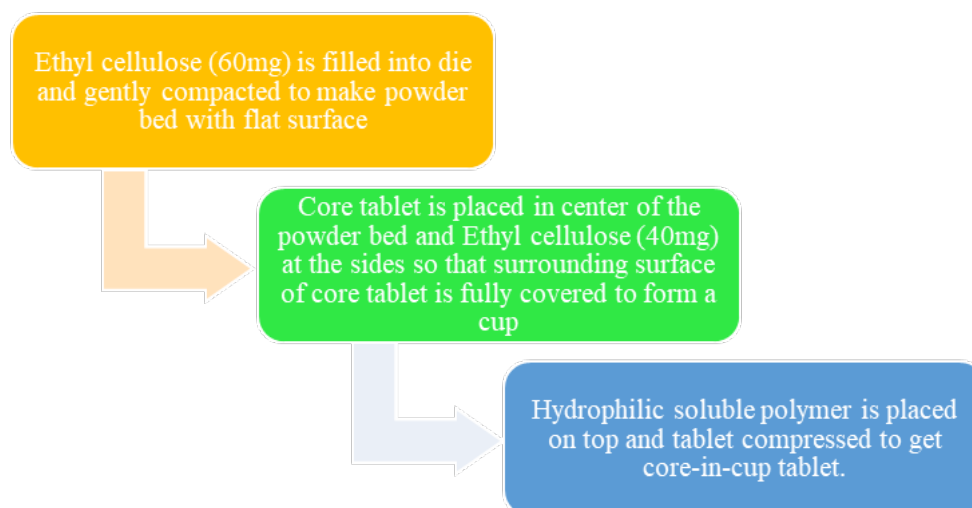 Ethyl cellulose (60mg) is filled into die
and gently compacted to make powder
bed with flat surface
Core tablet is placed in center of the
powder bed and Ethyl cellulose (40mg)
at the sides so that surrounding surface
of core tablet is fully covered to form a
cup
Hydrophilic soluble polymer is placed
on top and tablet compressed to get
core-in-cup tablet.